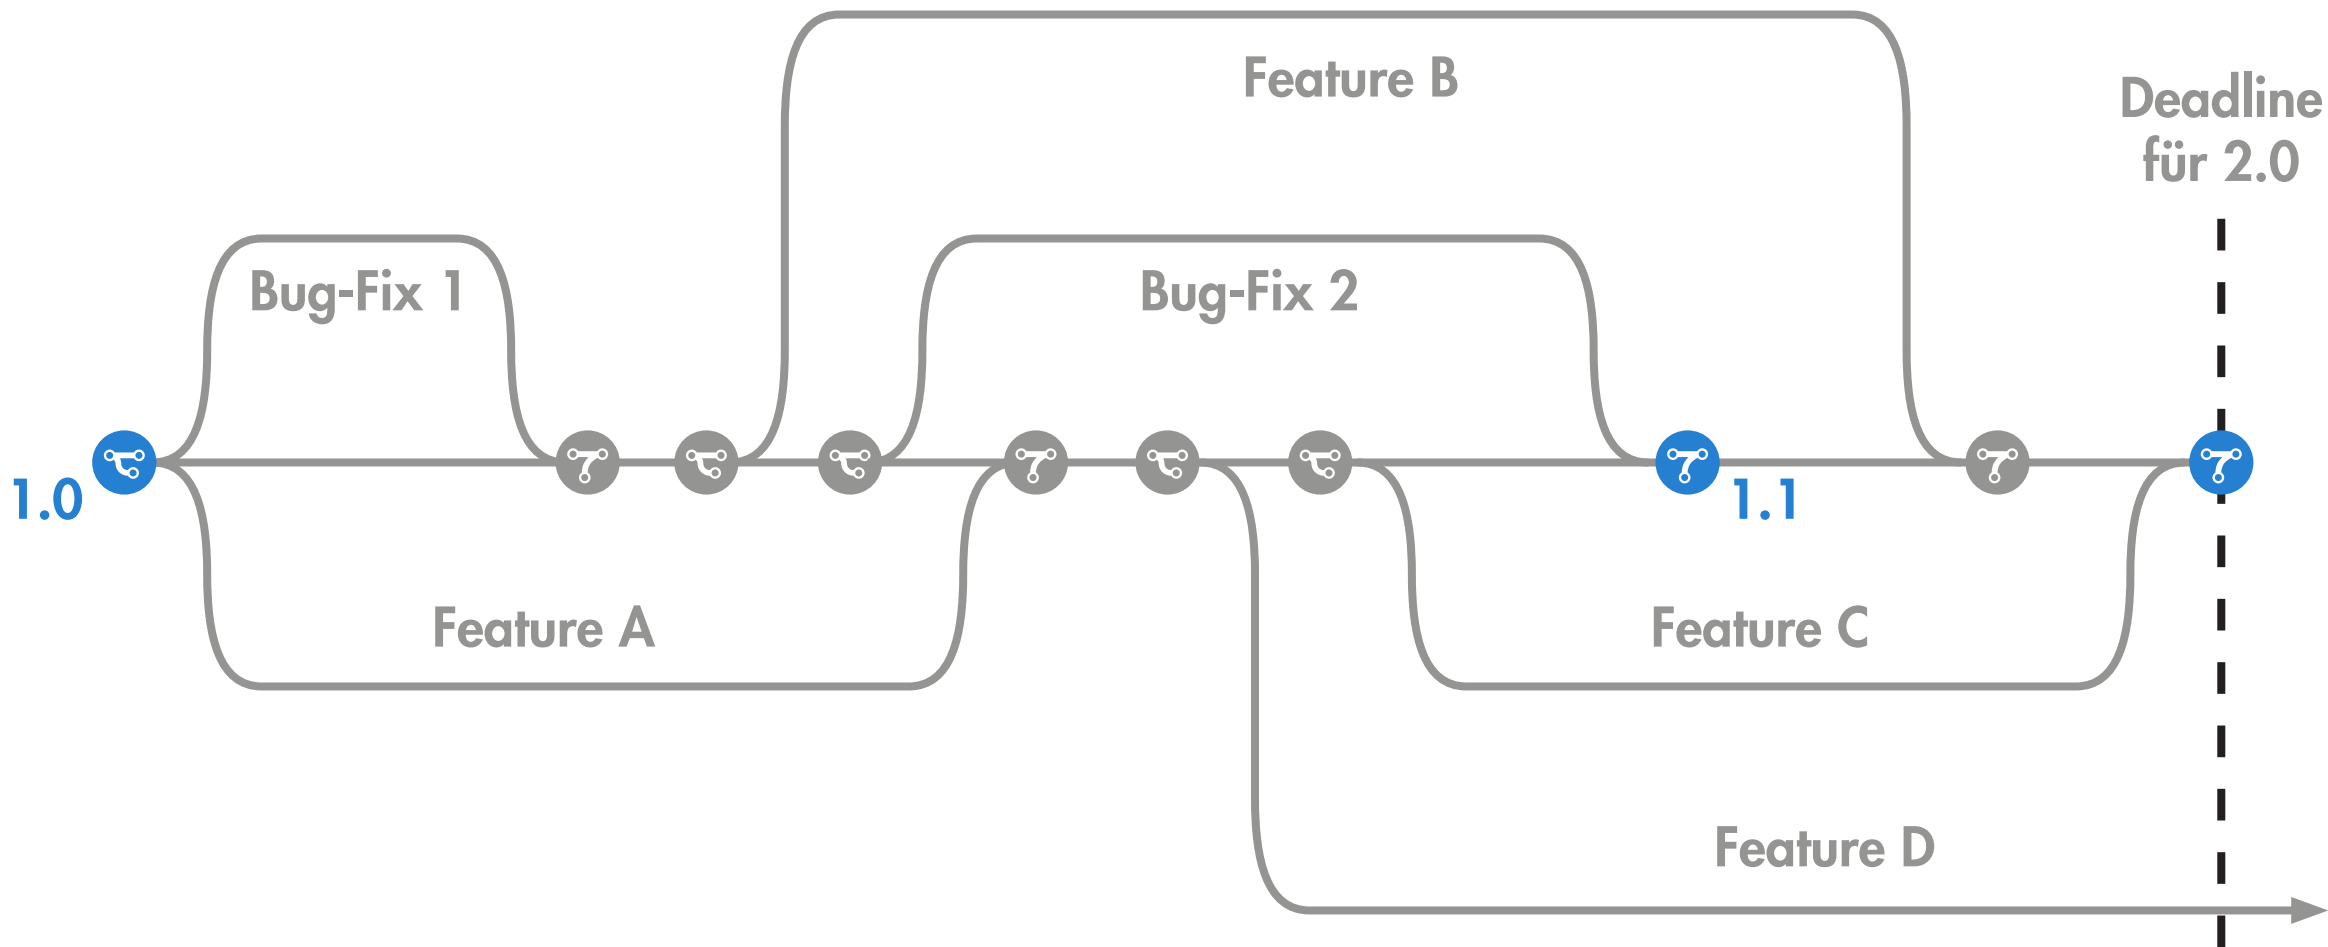 Feature B
Deadline
für 2.0
Bug-Fix 1
Bug-Fix 2
1.0
1.1
Feature A
Feature C
Feature D